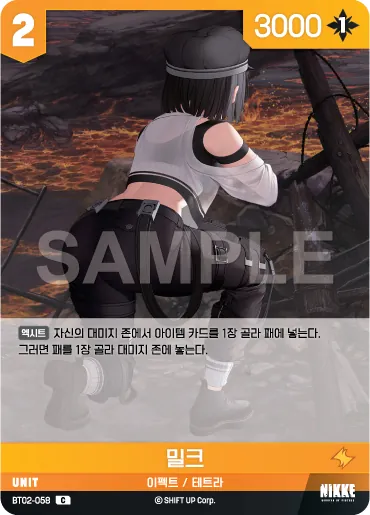 2
3000 1
SAMPLE
엑시트 자신의 대미지 존에서 아이템 카드를 1장 골라 패에 넣는다.
그러면 패를 1장 골라 대미지 존에 놓는다.
밀크
UNIT
이팩트 / 테트라
NIKKE
BT02-058 C
© SHIFT UP Corp.